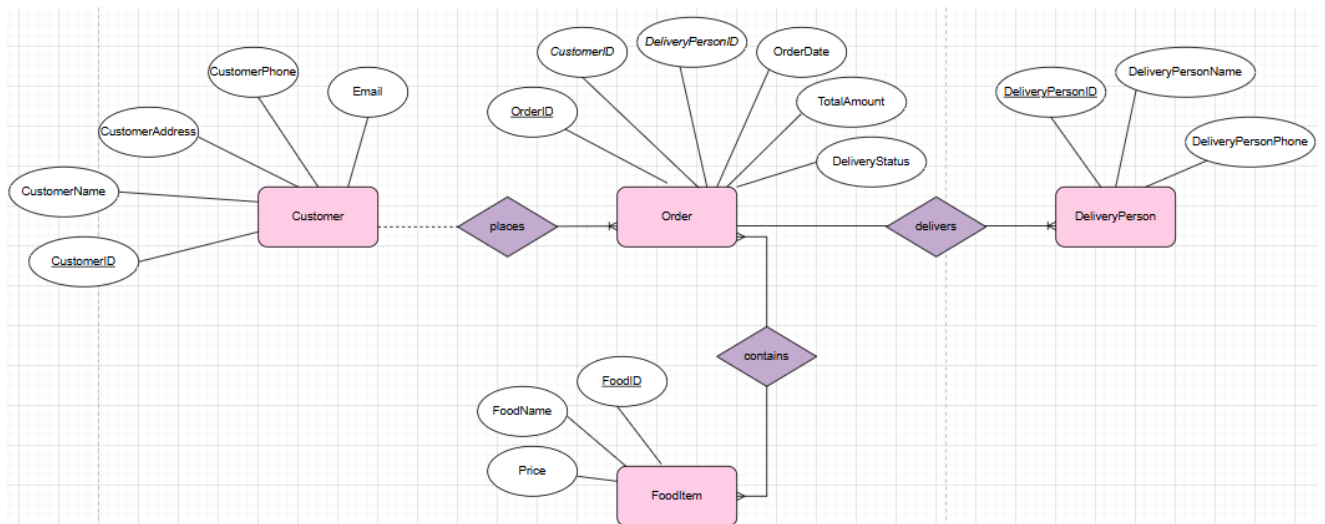 CustomerID
DeliveryPersonID
OrderDate
CustomerPhone
Email
DeliveryPersonName
DeliveryPersonID
TotalAmount
OrderID
CustomerAddress
DeliveryPersonPhone
DeliveryStatus
CustomerName
Customer
places
Order
delivers
DeliveryPerson
CustomerID
contains
FoodID
FoodName
Price
FoodItem